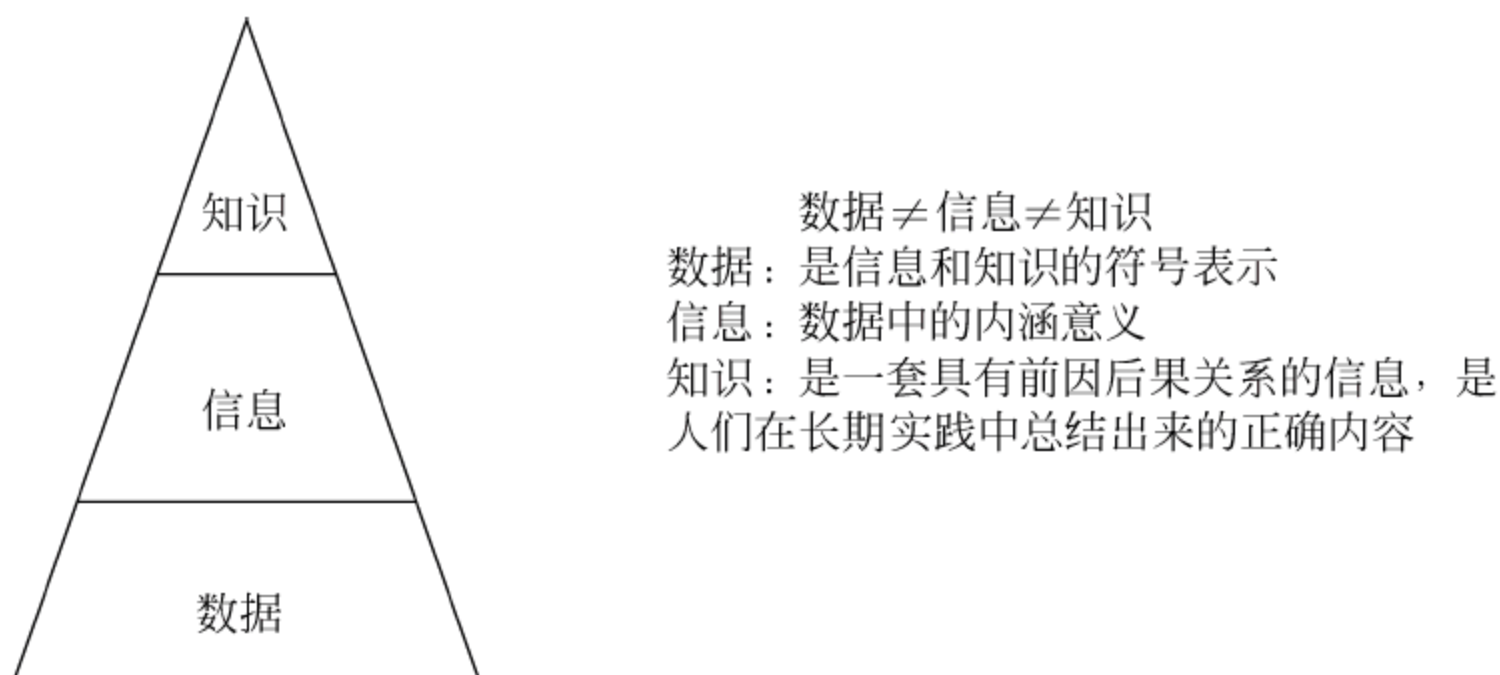 知识
信息
数据
数据≠信息≠知识
数据：是信息和知识的符号表示
信息：数据中的内涵意义
知识：是一套具有前因后果关系的信息，是
人们在长期实践中总结出来的正确内容